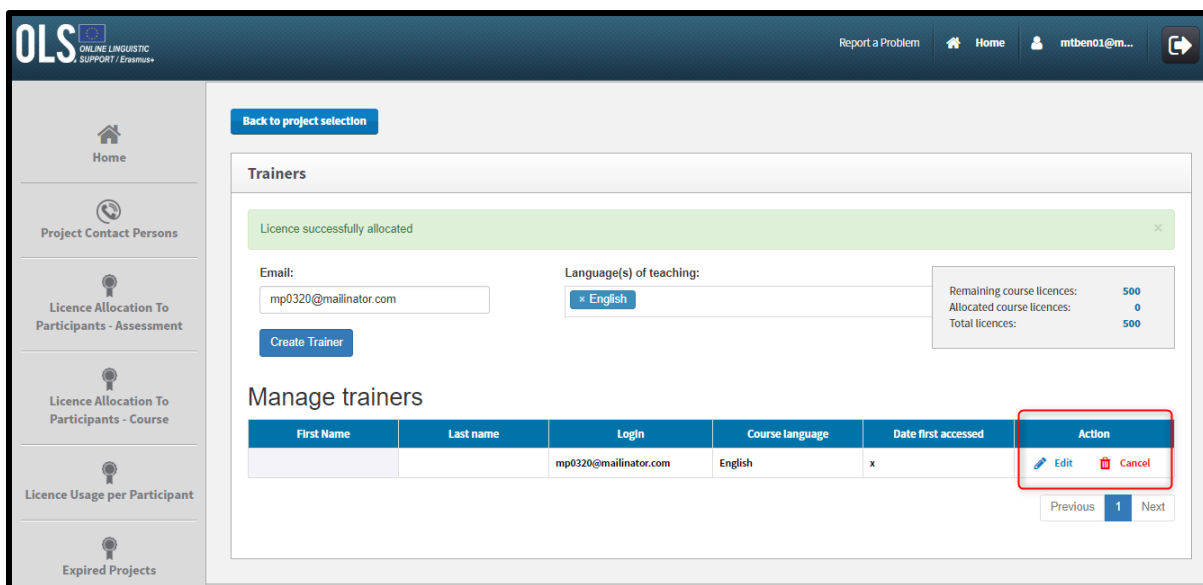 OLS ONLINE LINGUISTIC
SUPPORT / Erasmus+
Report a Problem
Home
mtben01@m...
Home
Project Contact Persons
Licence Allocation To
Participants - Assessment
Licence Allocation To
Participants - Course
Licence Usage per Participant
Expired Projects
Back to project selection
Trainers
Licence successfully allocated ×
Email:
mp0320@mailinator.com
Language(s) of teaching:
× English
Remaining course licences: 500
Allocated course licences: 0
Total licences: 500
Create Trainer
Manage trainers
First Name Last name Login Course language Date first accessed Action
mp0320@mailinator.com English x Edit Cancel
Previous 1 Next